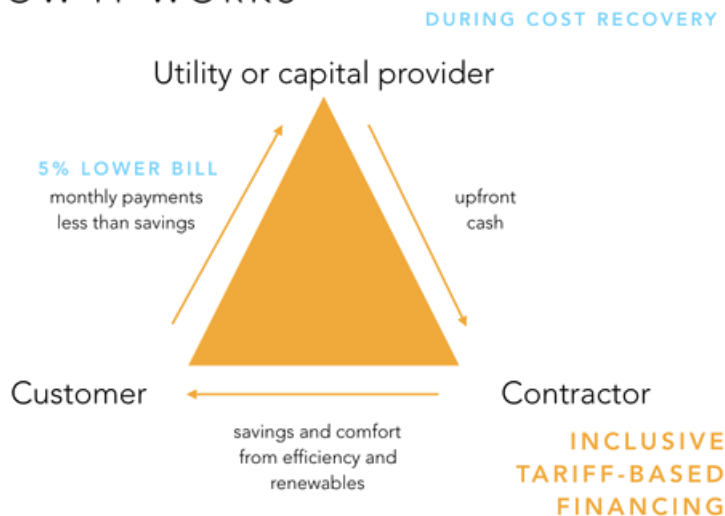 DURING COST RECOVERY
Utility or capital provider
5% LOWER BILL
monthly payments
less than savings
upfront
cash
Customer
Contractor
savings and comfort
from efficiency and
renewables
INCLUSIVE
TARIFF-BASED
FINANCING